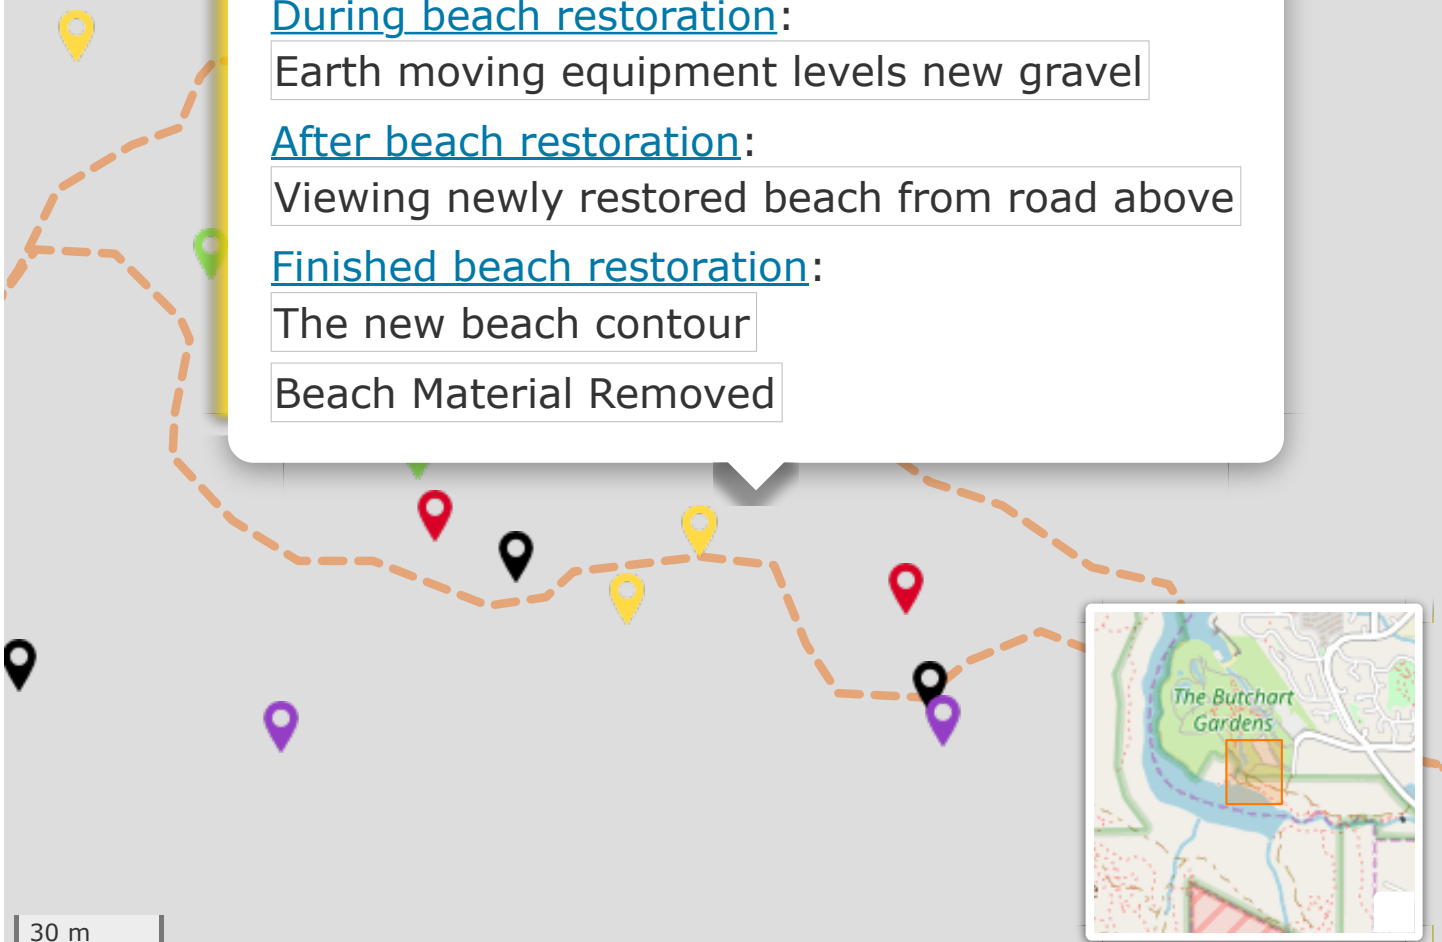 During beach restoration:
Earth moving equipment levels new gravel
After beach restoration:
Viewing newly restored beach from road above
Finished beach restoration:
The new beach contour
Beach Material Removed
The Butchart
Gardens
30 m